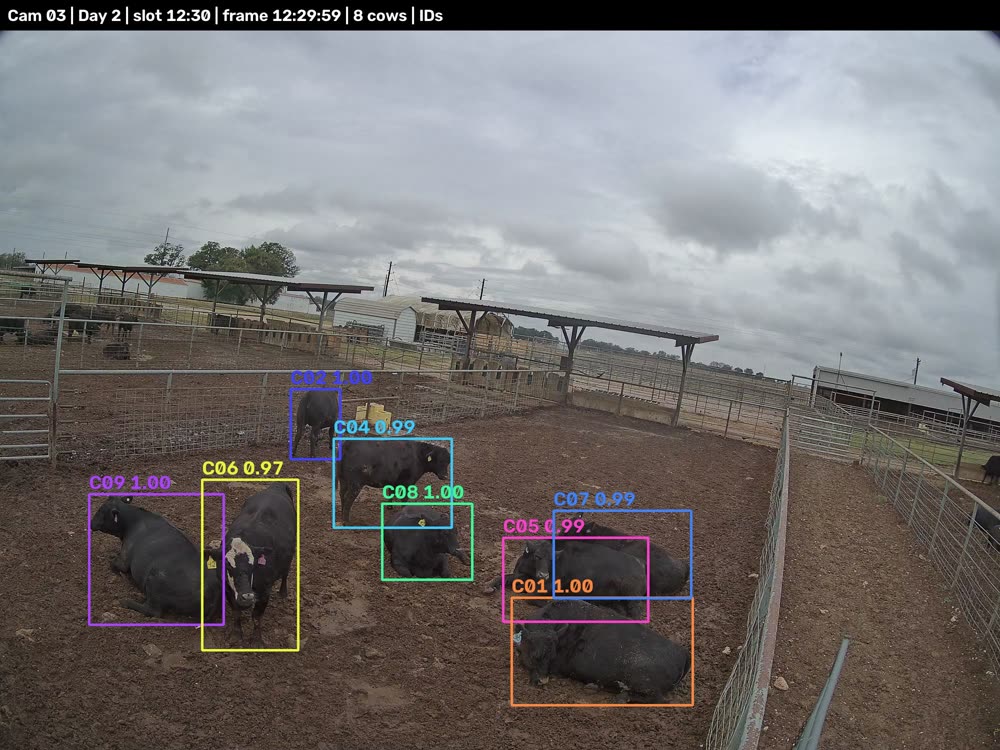 Cam 03 | Day 2 | slot 12:30 | frame 12:29:59 | 8 cows | IDs
C02 1.00
C04 0.99
C06 0.97
C09 1.00
C08 1.00
C07 0.99
C05 0.99
C01 1.00